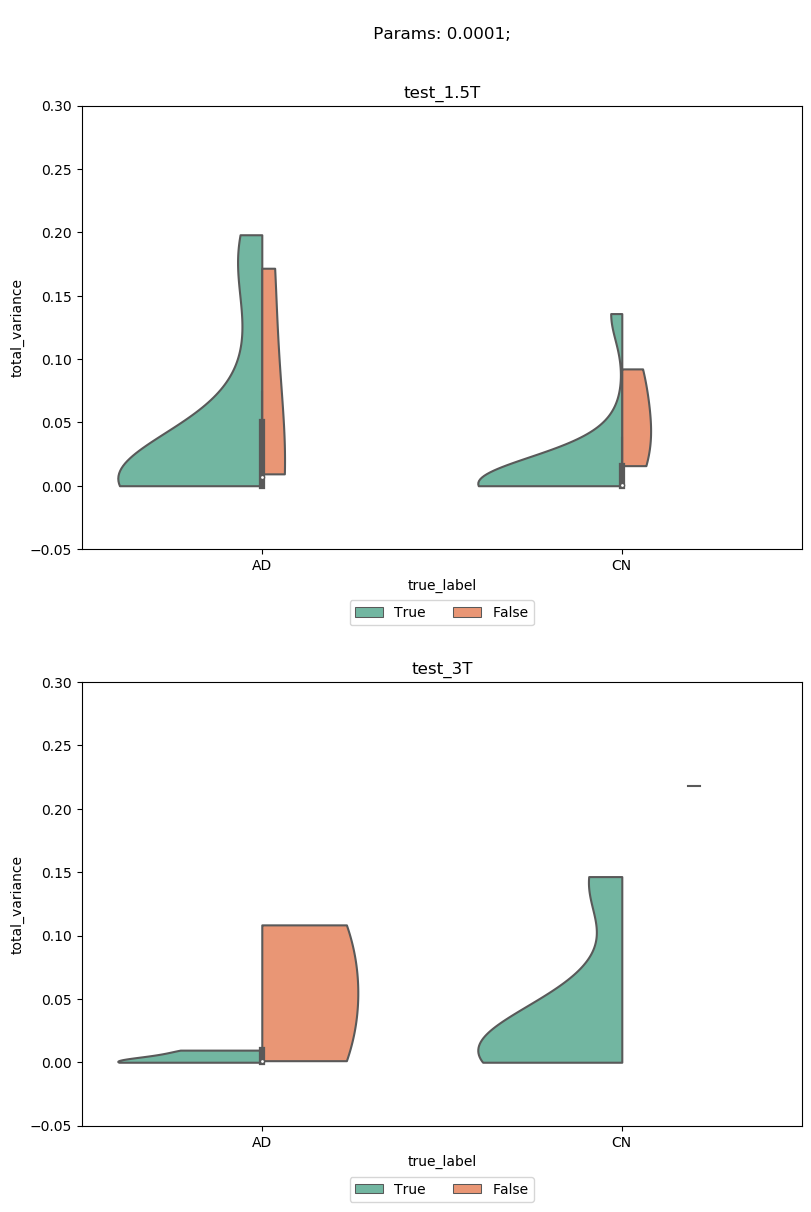 Params: 0.0001;
test_1.5T
0.30
0.25
0.20
0.15
0.10
0.05
0.00
−0.05
total_variance
AD CN
true_label
True False
test_3T
0.30
0.25
0.20
0.15
0.10
0.05
0.00
−0.05
total_variance
AD CN
true_label
True False